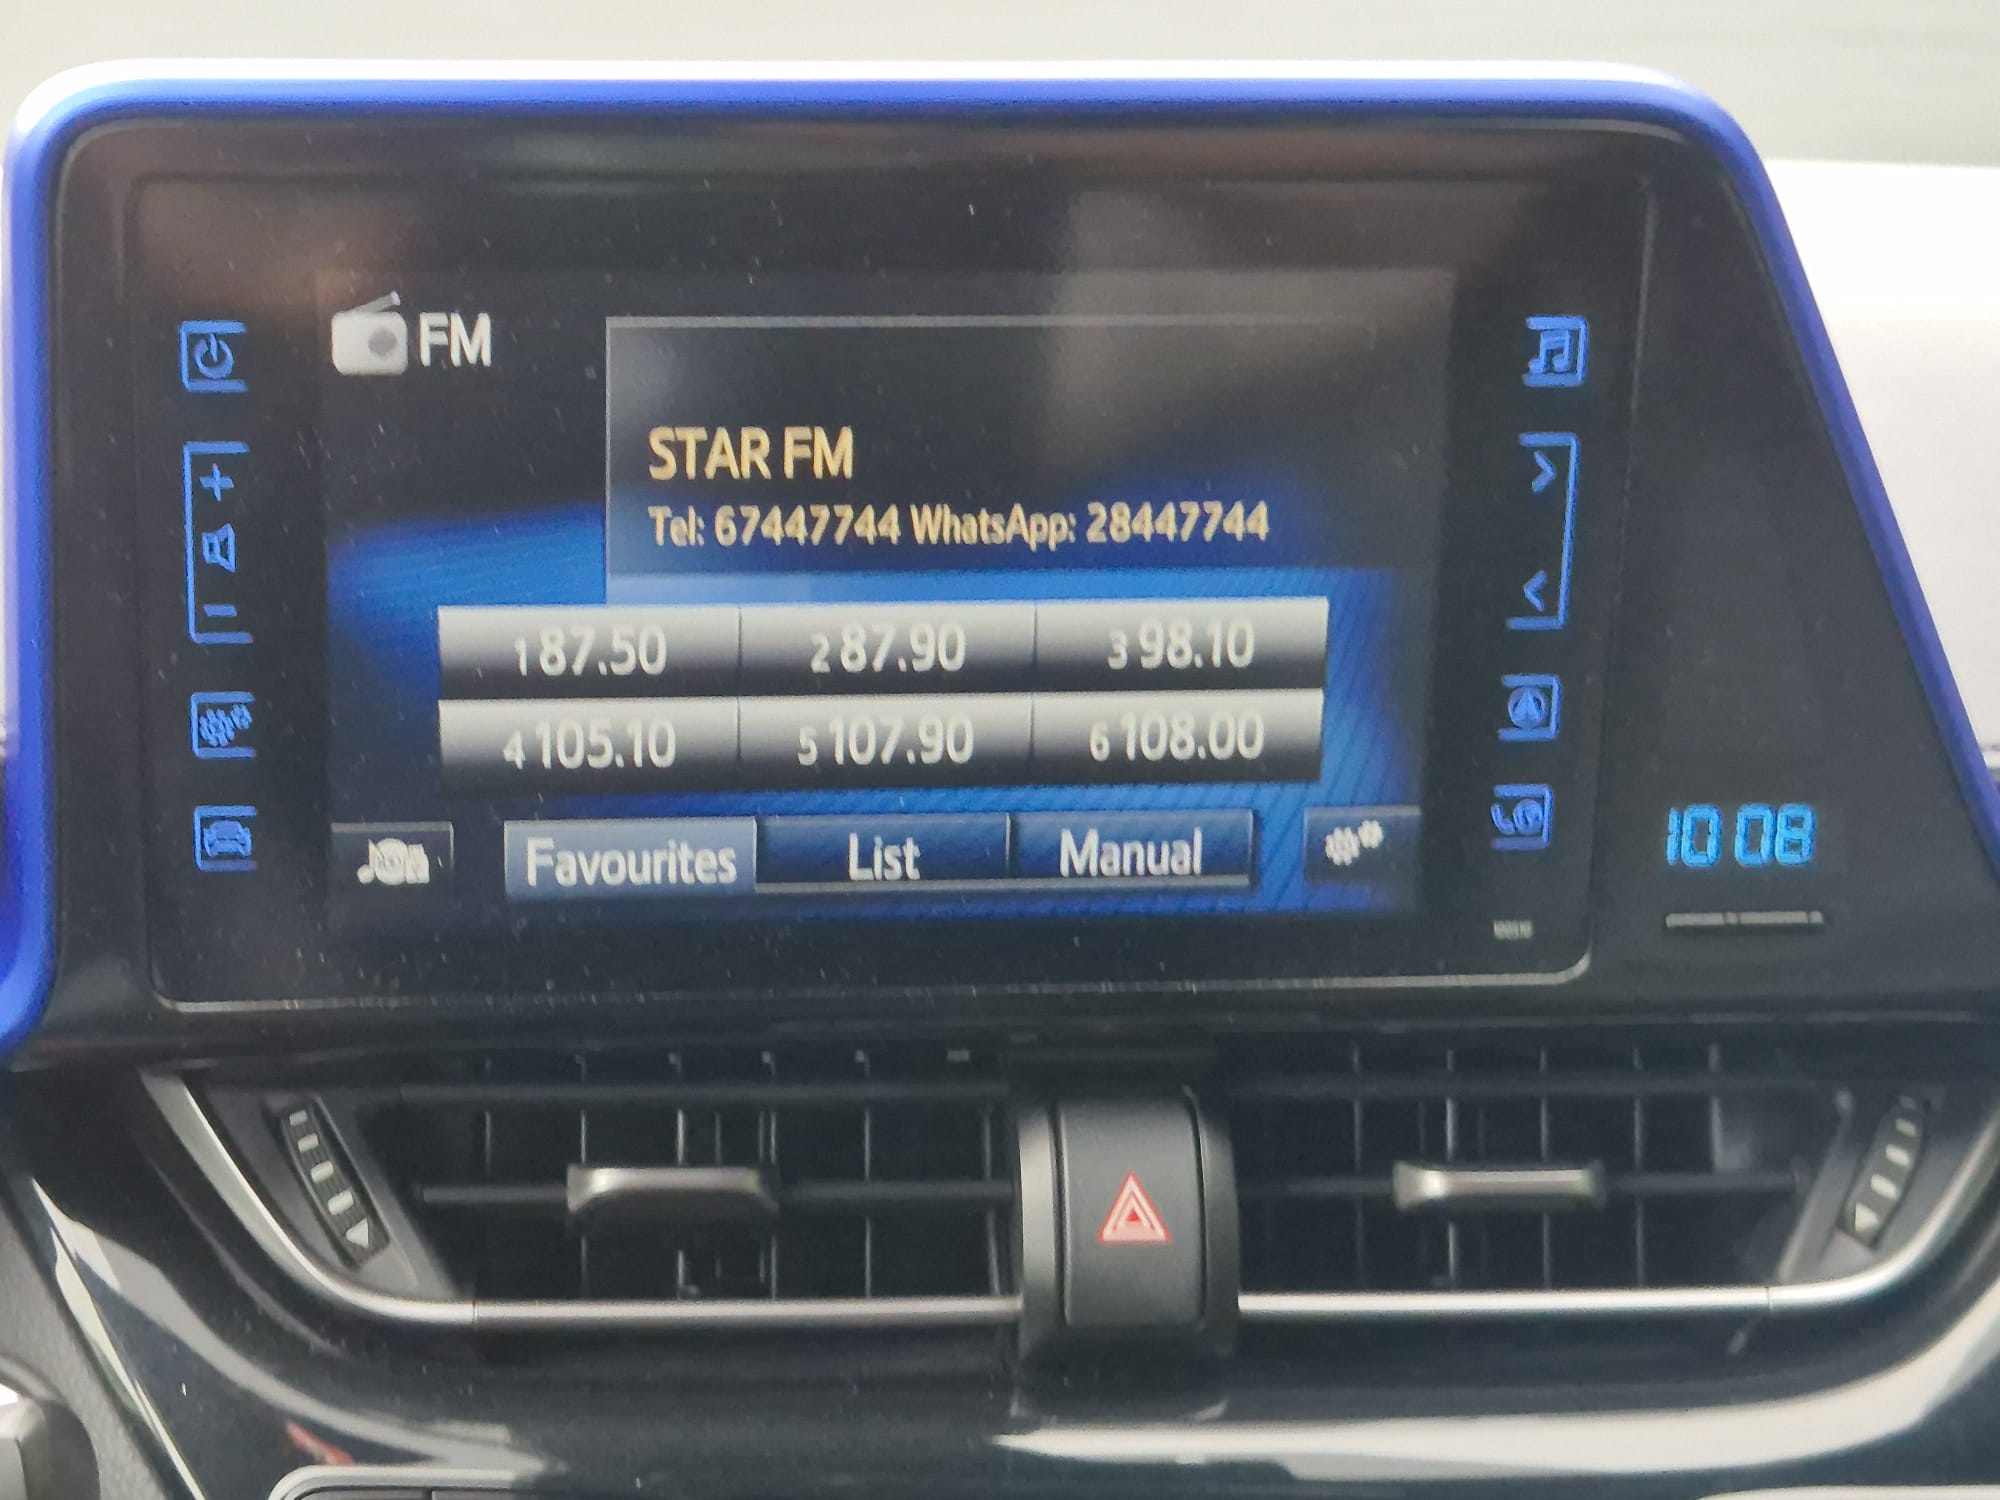 FM
STAR FM
Tel: 67447744 WhatsApp: 28447744
1 87.50 2 87.90 3 98.10
4 105.10 5 107.90 6 108.00
Favourites List Manual
10 08